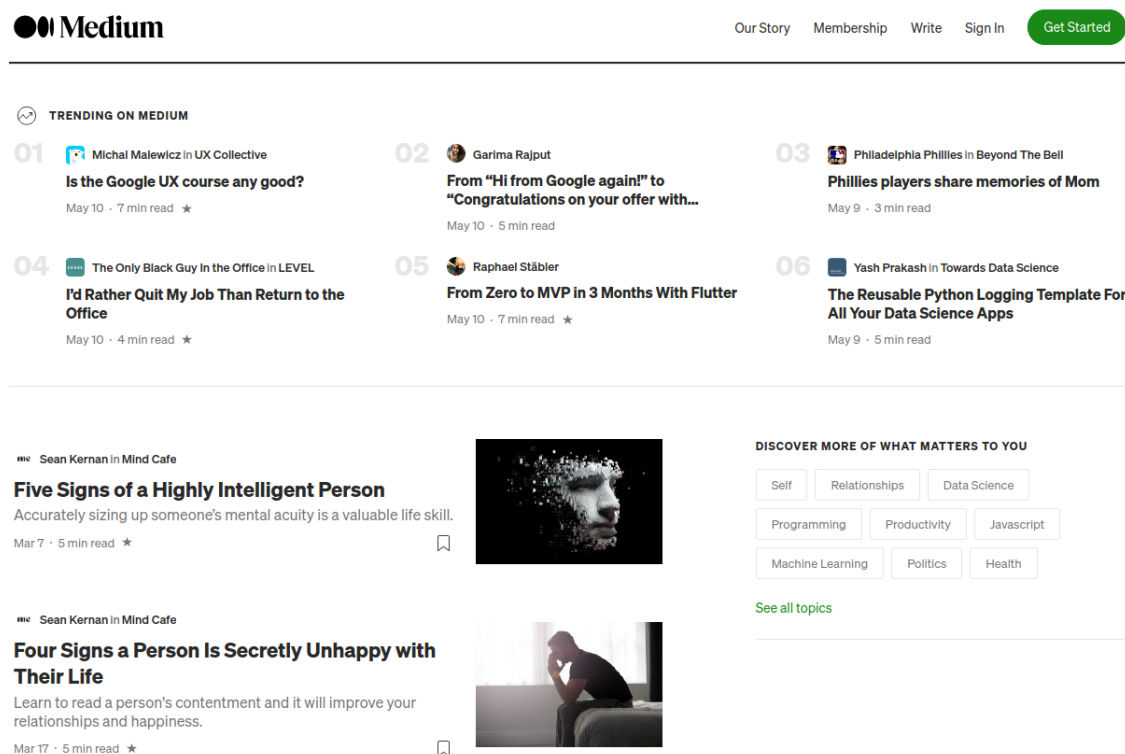 Medium
Our Story Membership Write Sign In Get Started
TRENDING ON MEDIUM
01
Michal Malewicz in UX Collective
Is the Google UX course any good?
May 10 · 7 min read ★
02
Garima Rajput
From “Hi from Google again!” to
“Congratulations on your offer with...
May 10 · 5 min read
03
Philadelphia Phillies in Beyond The Bell
Phillies players share memories of Mom
May 9 · 3 min read
04
The Only Black Guy In the Office in LEVEL
I’d Rather Quit My Job Than Return to the
Office
May 10 · 4 min read ★
05
Raphael Stäbler
From Zero to MVP in 3 Months With Flutter
May 10 · 7 min read ★
06
Yash Prakash in Towards Data Science
The Reusable Python Logging Template For
All Your Data Science Apps
May 9 · 5 min read
Sean Kernan in Mind Cafe
Five Signs of a Highly Intelligent Person
Accurately sizing up someone’s mental acuity is a valuable life skill.
Mar 7 · 5 min read ★
Sean Kernan in Mind Cafe
Four Signs a Person Is Secretly Unhappy with
Their Life
Learn to read a person's contentment and it will improve your
relationships and happiness.
Mar 17 · 5 min read ★
DISCOVER MORE OF WHAT MATTERS TO YOU
Self Relationships Data Science
Programming Productivity Javascript
Machine Learning Politics Health
See all topics